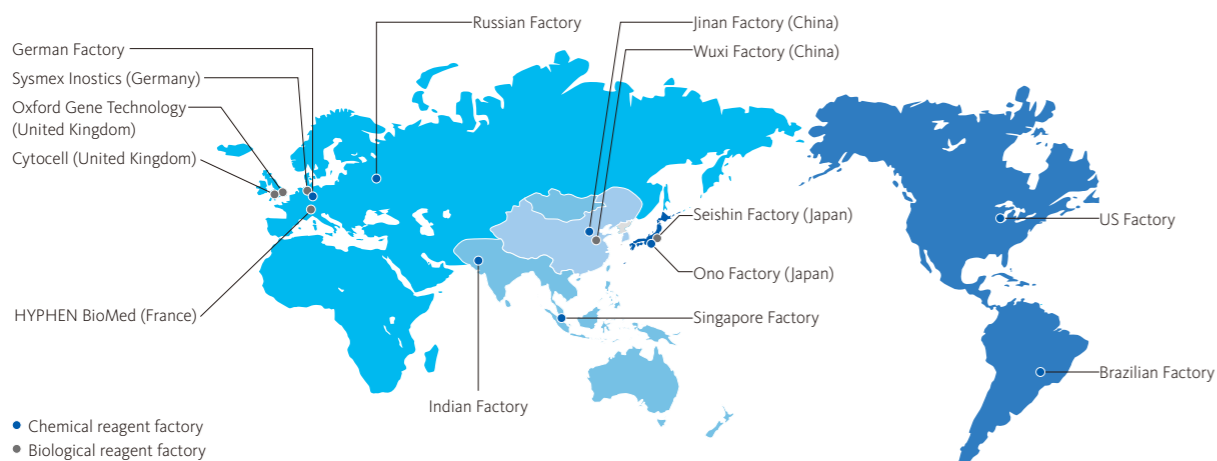 Russian Factory
Jinan Factory (China)
Wuxi Factory (China)
German Factory
Sysmex Inostics (Germany)
Oxford Gene Technology
(United Kingdom)
Cytocell (United Kingdom)
Seishin Factory (Japan)
US Factory
Ono Factory (Japan)
HYPHEN BioMed (France)
Singapore Factory
Brazilian Factory
Indian Factory
Chemical reagent factory
Biological reagent factory